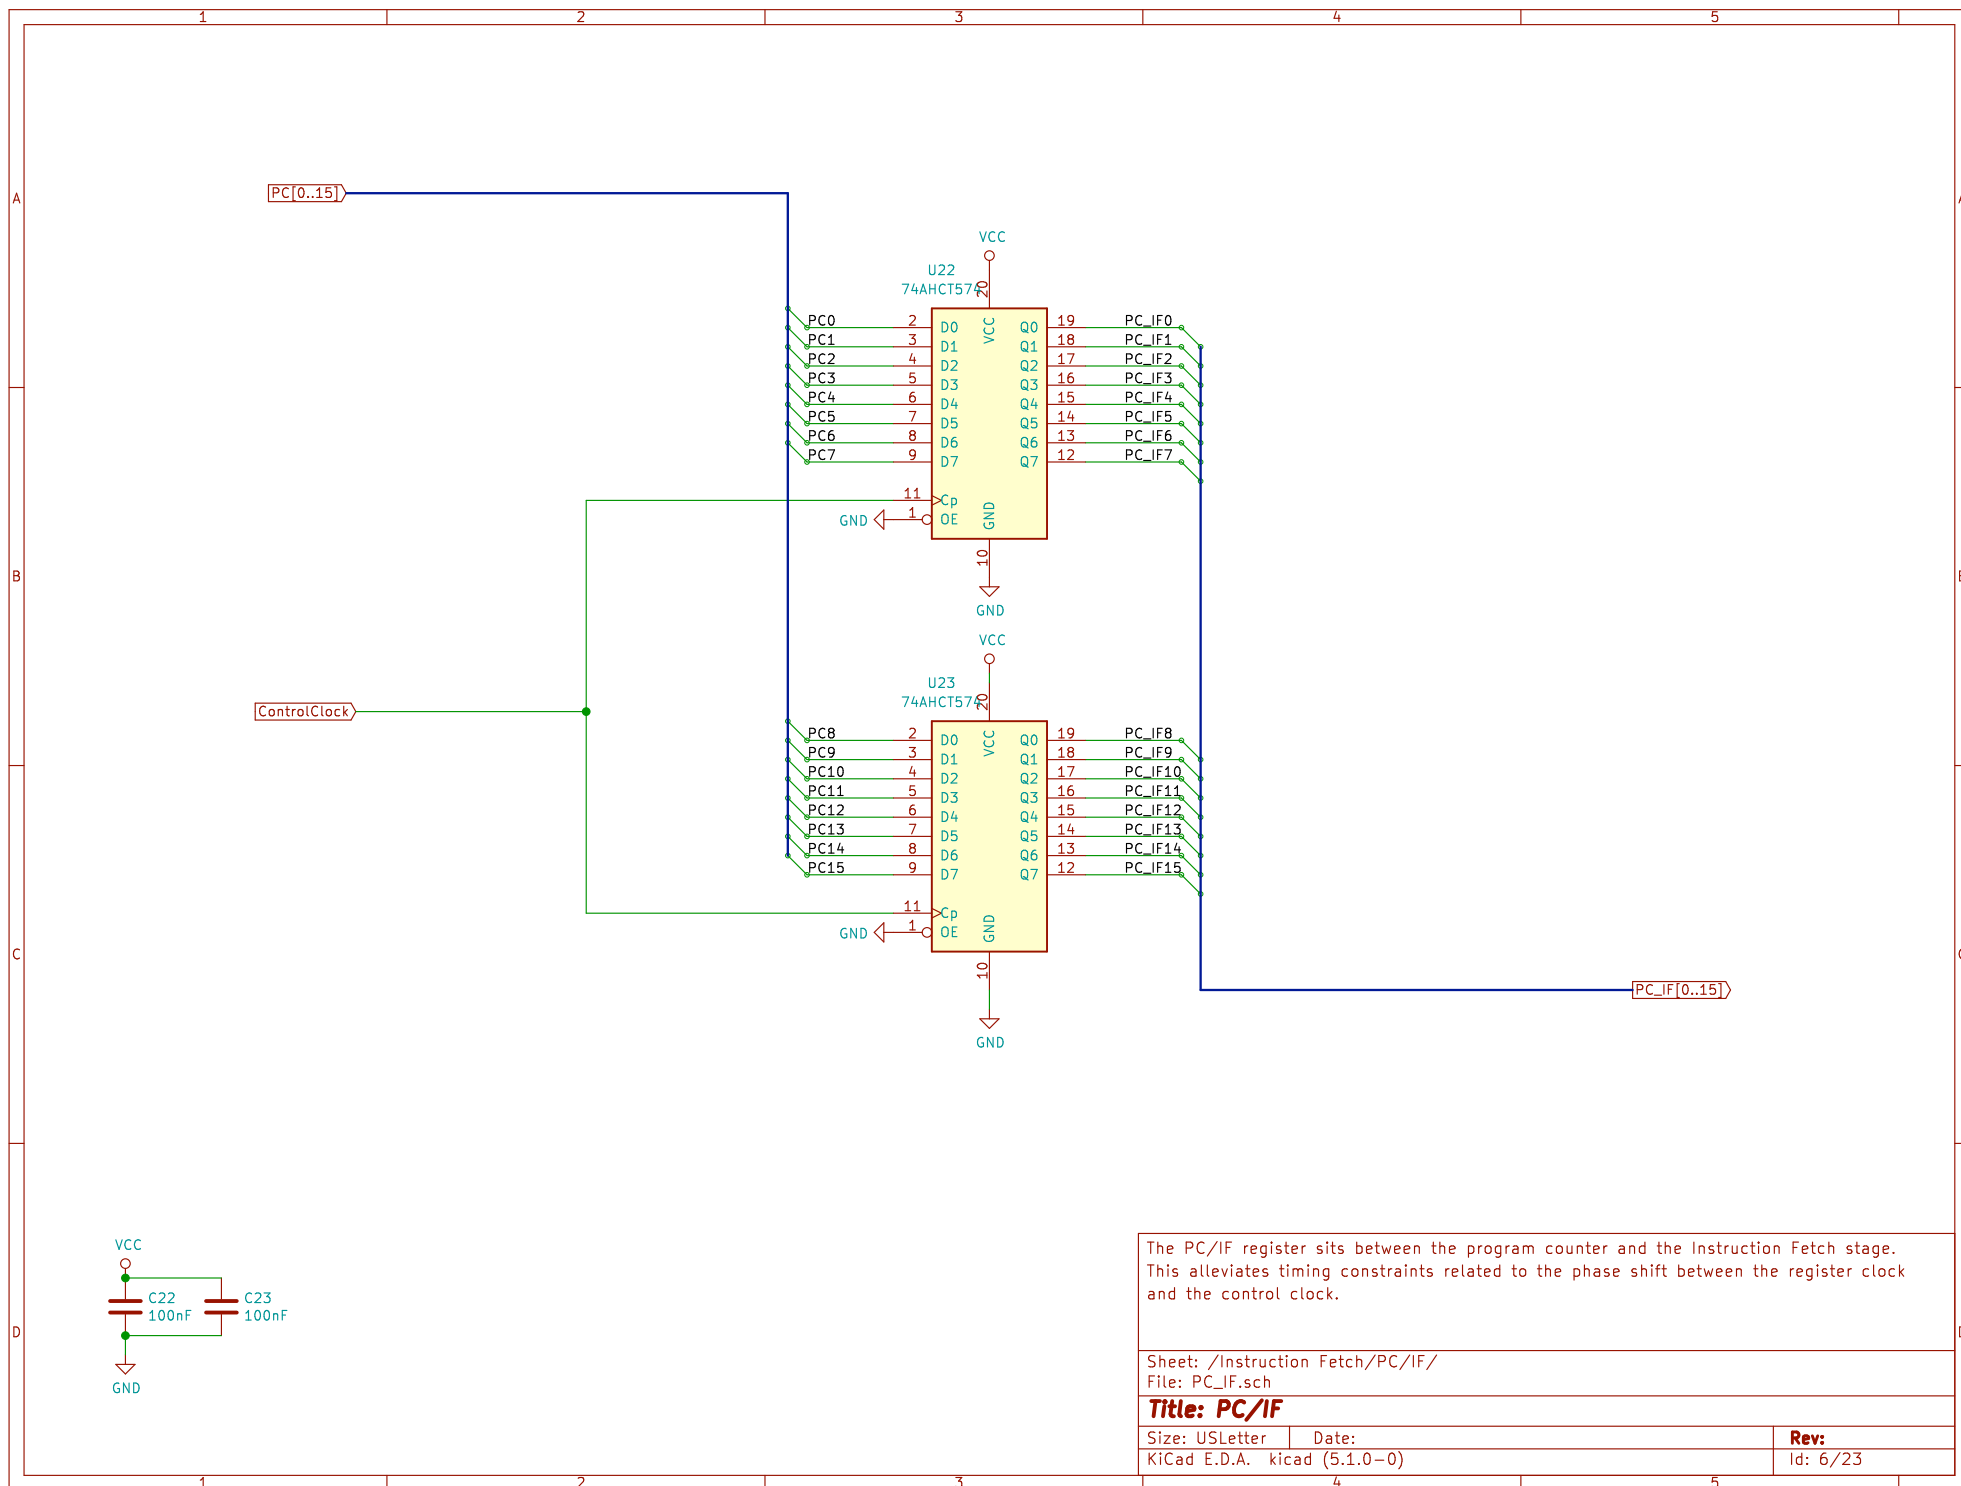 1 2 3 4 5
A
PC[0..15]
VCC
U22
74AHCT574
20
PC0 2 D0 VCC Q0 19 PC_IF0
PC1 3 D1 Q1 18 PC_IF1
PC2 4 D2 Q2 17 PC_IF2
PC3 5 D3 Q3 16 PC_IF3
PC4 6 D4 Q4 15 PC_IF4
PC5 7 D5 Q5 14 PC_IF5
PC6 8 D6 Q6 13 PC_IF6
PC7 9 D7 Q7 12 PC_IF7
11 Cp
GND 1 OE GND
10
B
GND
VCC
U23
74AHCT574
20
ControlClock
PC8 2 D0 VCC Q0 19 PC_IF8
PC9 3 D1 Q1 18 PC_IF9
PC10 4 D2 Q2 17 PC_IF10
PC11 5 D3 Q3 16 PC_IF11
PC12 6 D4 Q4 15 PC_IF12
PC13 7 D5 Q5 14 PC_IF13
PC14 8 D6 Q6 13 PC_IF14
PC15 9 D7 Q7 12 PC_IF15
11 Cp
GND 1 OE GND
C
10
PC_IF[0..15]
GND
VCC
C22 C23
100nF 100nF
D
GND
The PC/IF register sits between the program counter and the Instruction Fetch stage.
This alleviates timing constraints related to the phase shift between the register clock
and the control clock.
Sheet: /Instruction Fetch/PC/IF/
File: PC_IF.sch
Title: PC/IF
Size: USLetter Date: Rev:
KiCad E.D.A. kicad (5.1.0-0) Id: 6/23
1 2 3 4 5